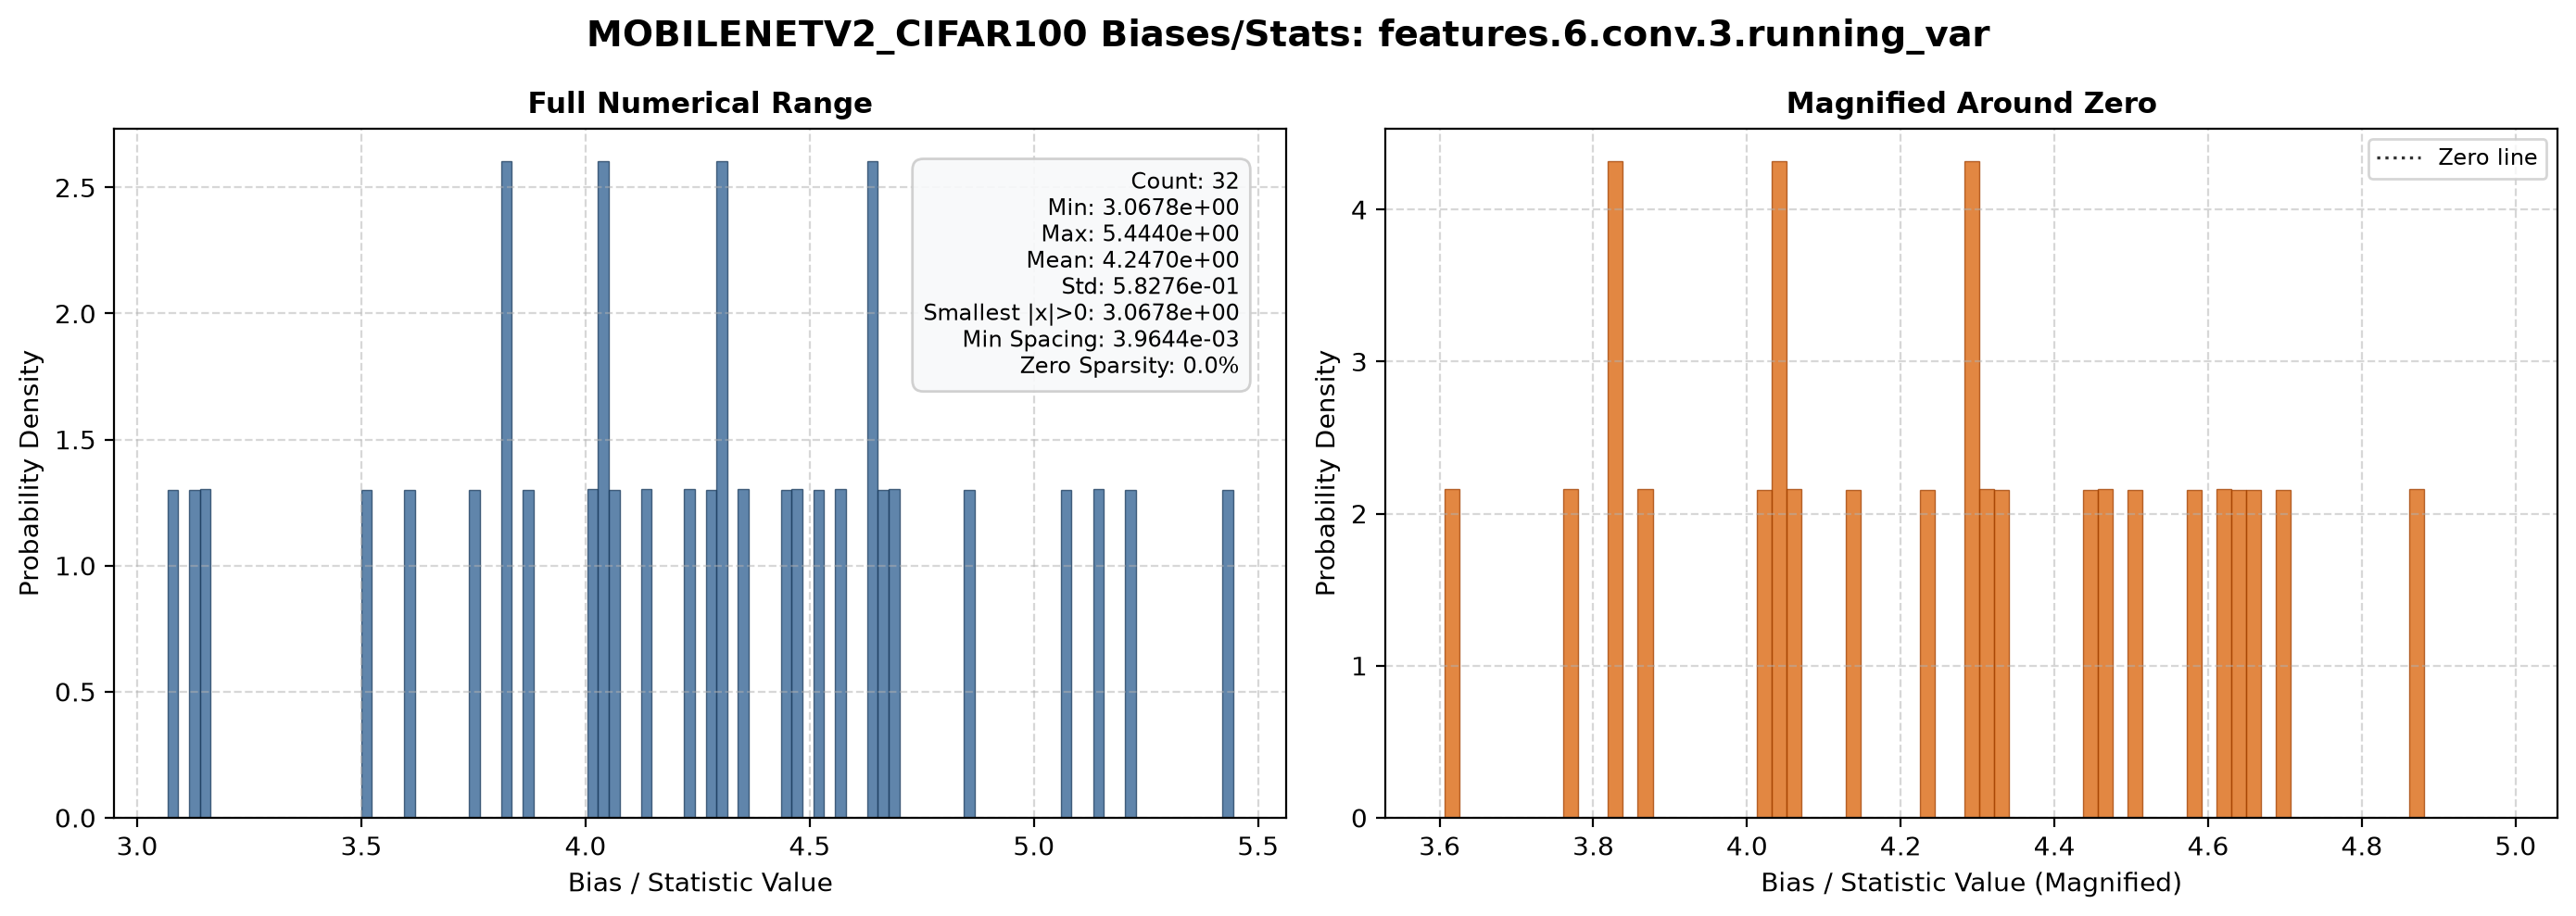 MOBILENETV2_CIFAR100 Biases/Stats: features.6.conv.3.running_var
Full Numerical Range
Probability Density
2.5
2.0
1.5
1.0
0.5
0.0
Count: 32
Min: 3.0678e+00
Max: 5.4440e+00
Mean: 4.2470e+00
Std: 5.8276e-01
Smallest |x|>0: 3.0678e+00
Min Spacing: 3.9644e-03
Zero Sparsity: 0.0%
3.0 3.5 4.0 4.5 5.0 5.5
Bias / Statistic Value
Magnified Around Zero
Probability Density
4
3
2
1
0
Zero line
3.6 3.8 4.0 4.2 4.4 4.6 4.8 5.0
Bias / Statistic Value (Magnified)